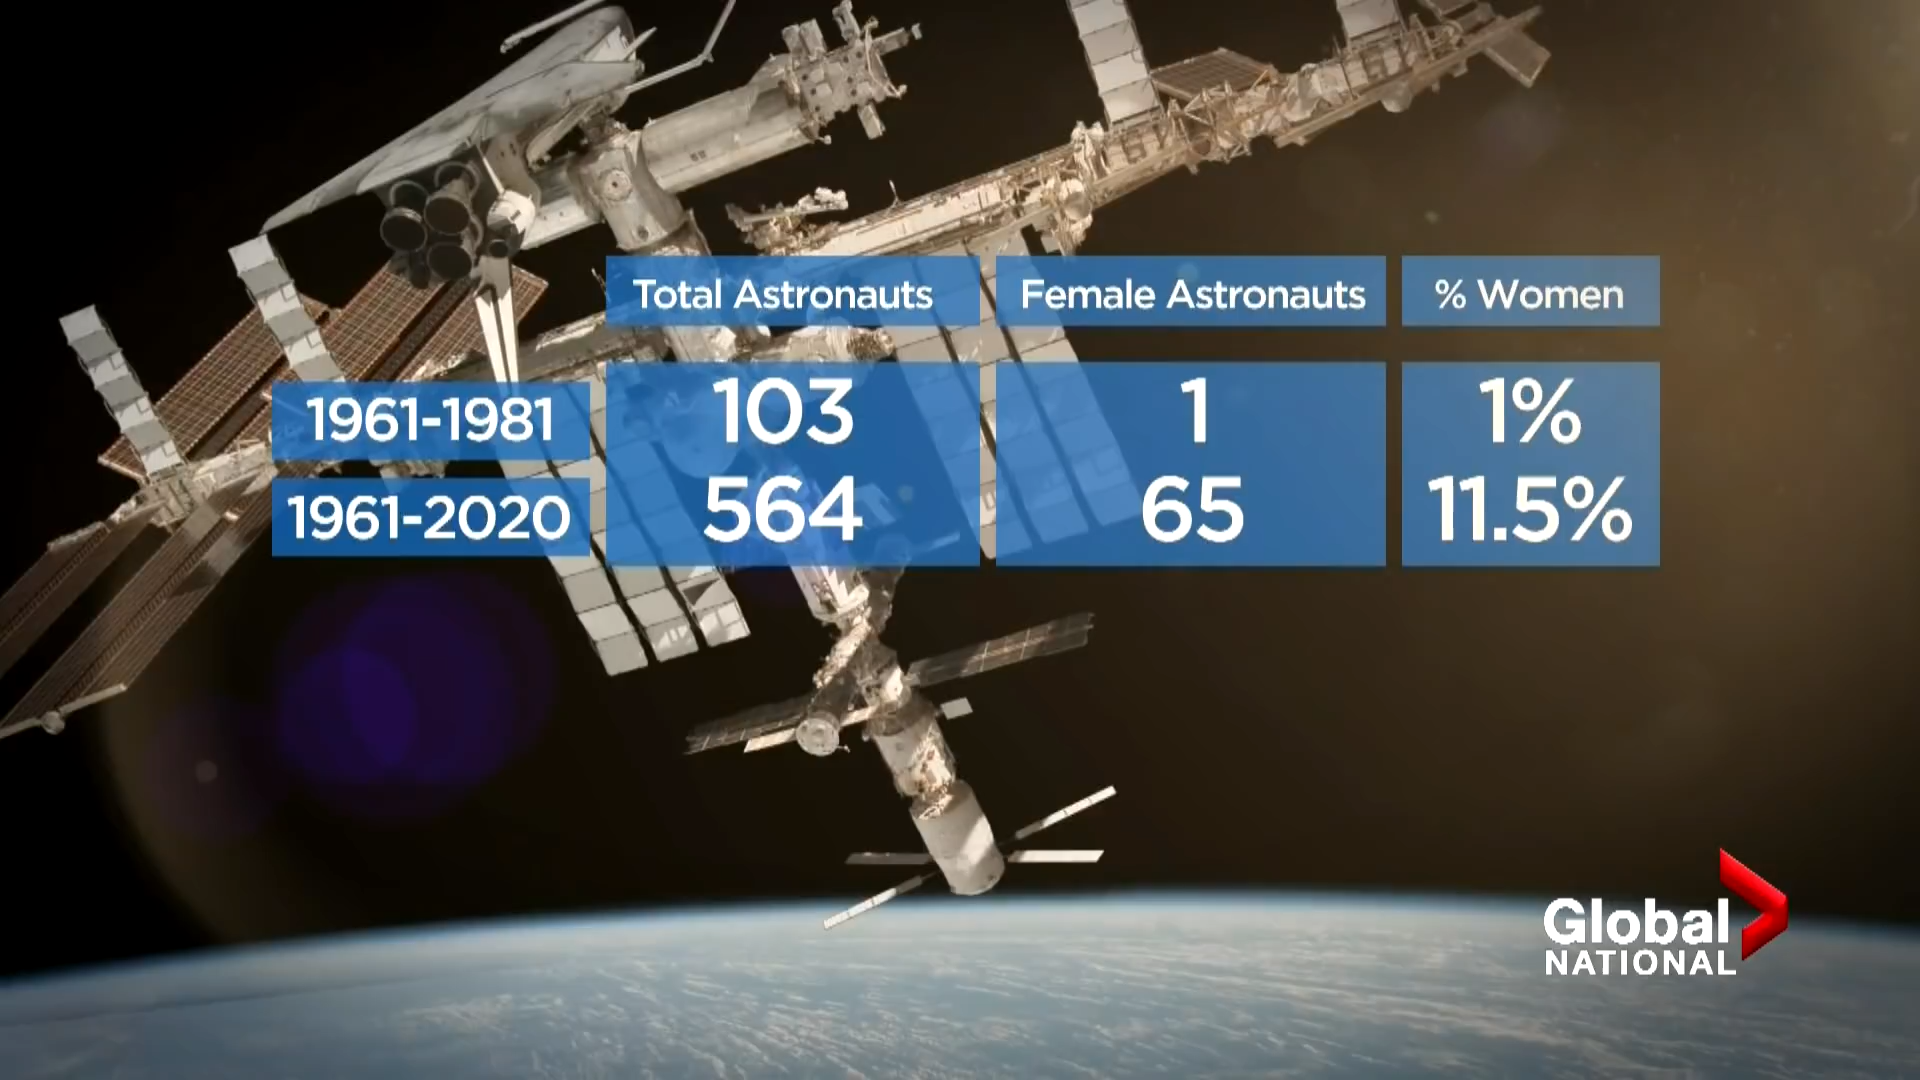 Total Astronauts Female Astronauts % Women
1961-1981 103 1 1%
1961-2020 564 65 11.5%
Global
NATIONAL